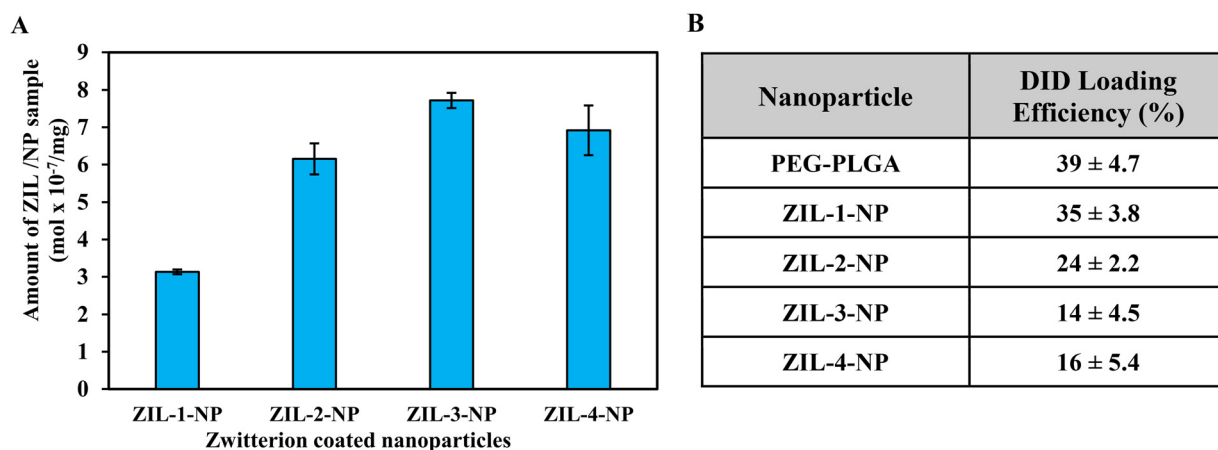 A
Amount of ZIL /NP sample
(mol x 10⁻⁷/mg)
9
8
7
6
5
4
3
2
1
0
ZIL-1-NP ZIL-2-NP ZIL-3-NP ZIL-4-NP
Zwitterion coated nanoparticles
B
Nanoparticle DID Loading
Efficiency (%)
PEG-PLGA 39 ± 4.7
ZIL-1-NP 35 ± 3.8
ZIL-2-NP 24 ± 2.2
ZIL-3-NP 14 ± 4.5
ZIL-4-NP 16 ± 5.4